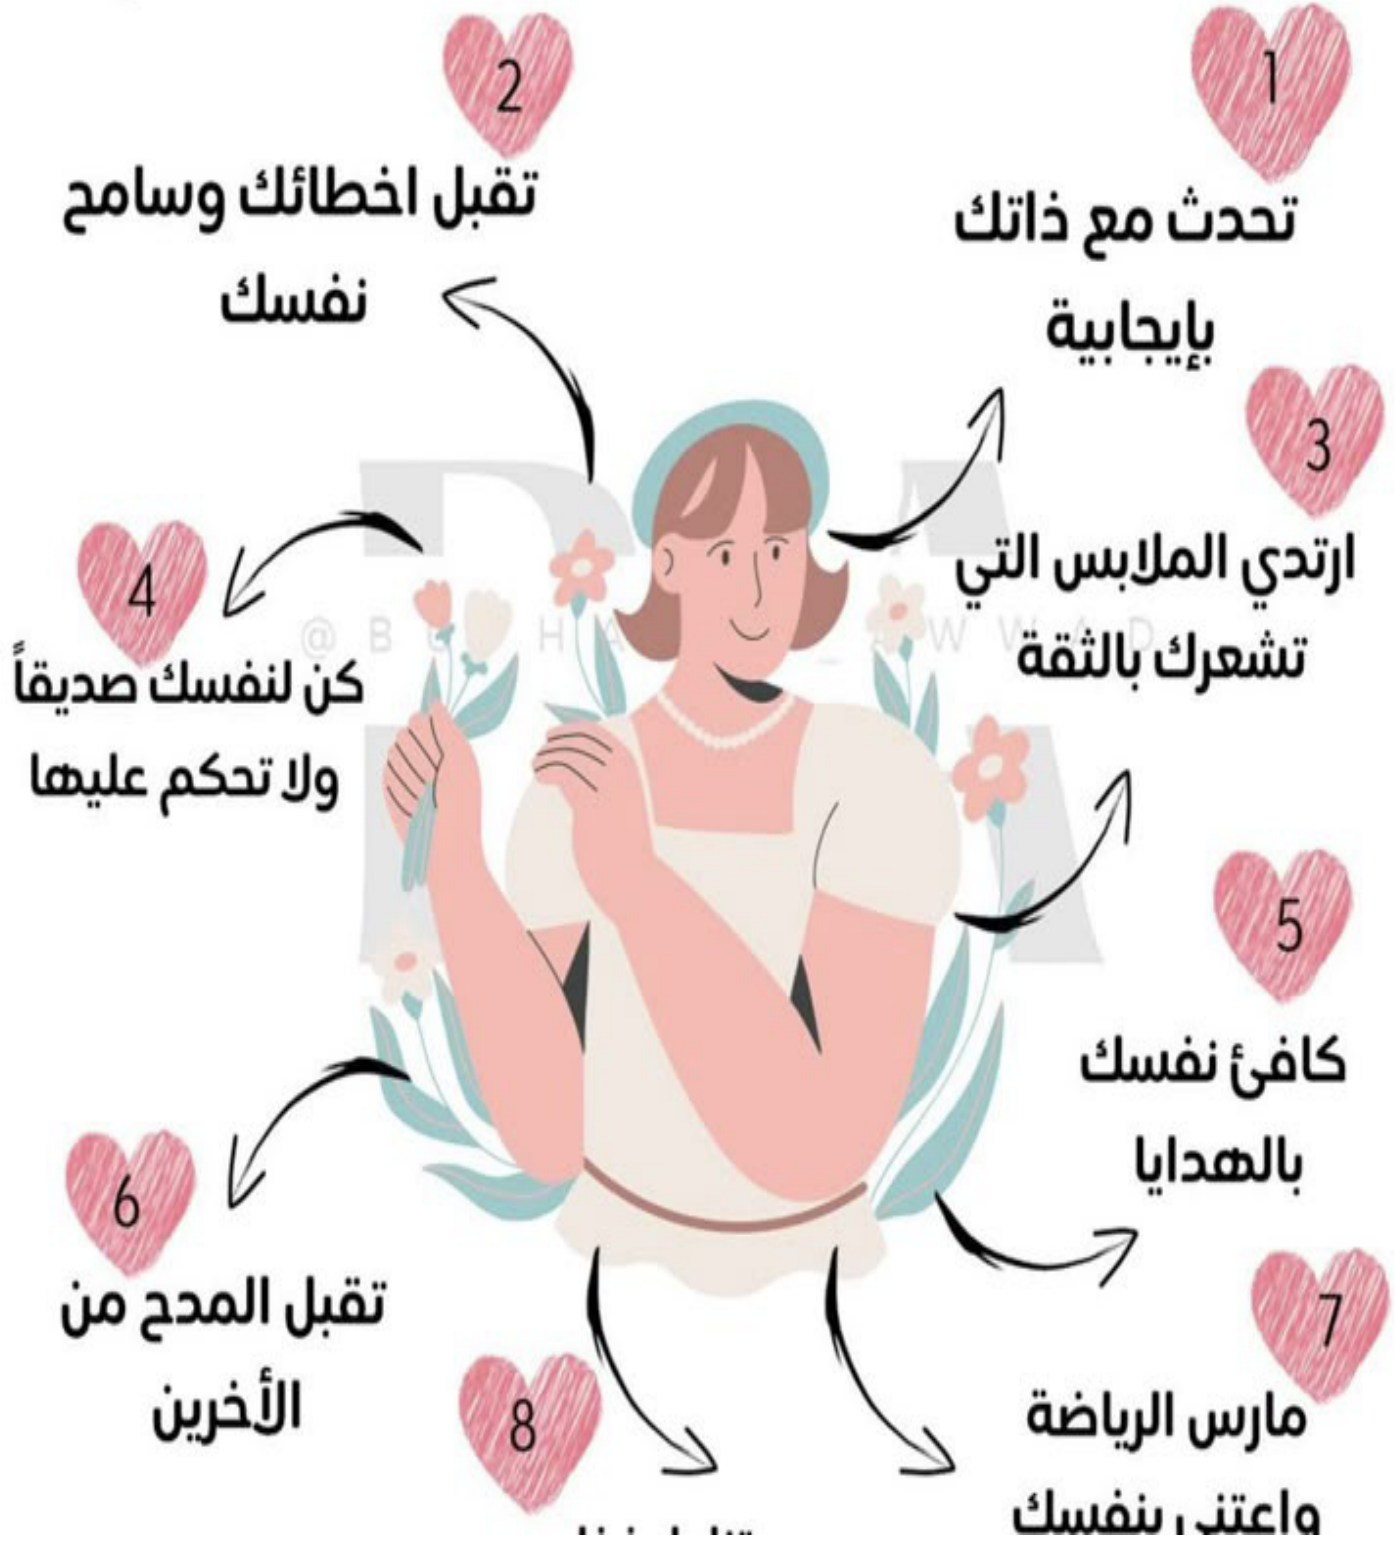 1
تحدث مع ذاتك
بإيجابية
2
تقبل اخطائك وسامح
نفسك
3
ارتدي الملابس التي
تشعرك بالثقة
4
كن لنفسك صديقاً
ولا تحكم عليها
5
كافئ نفسك
بالهدايا
6
تقبل المدح من
الأخرين
7
مارس الرياضة
واعتني بنفسك
8